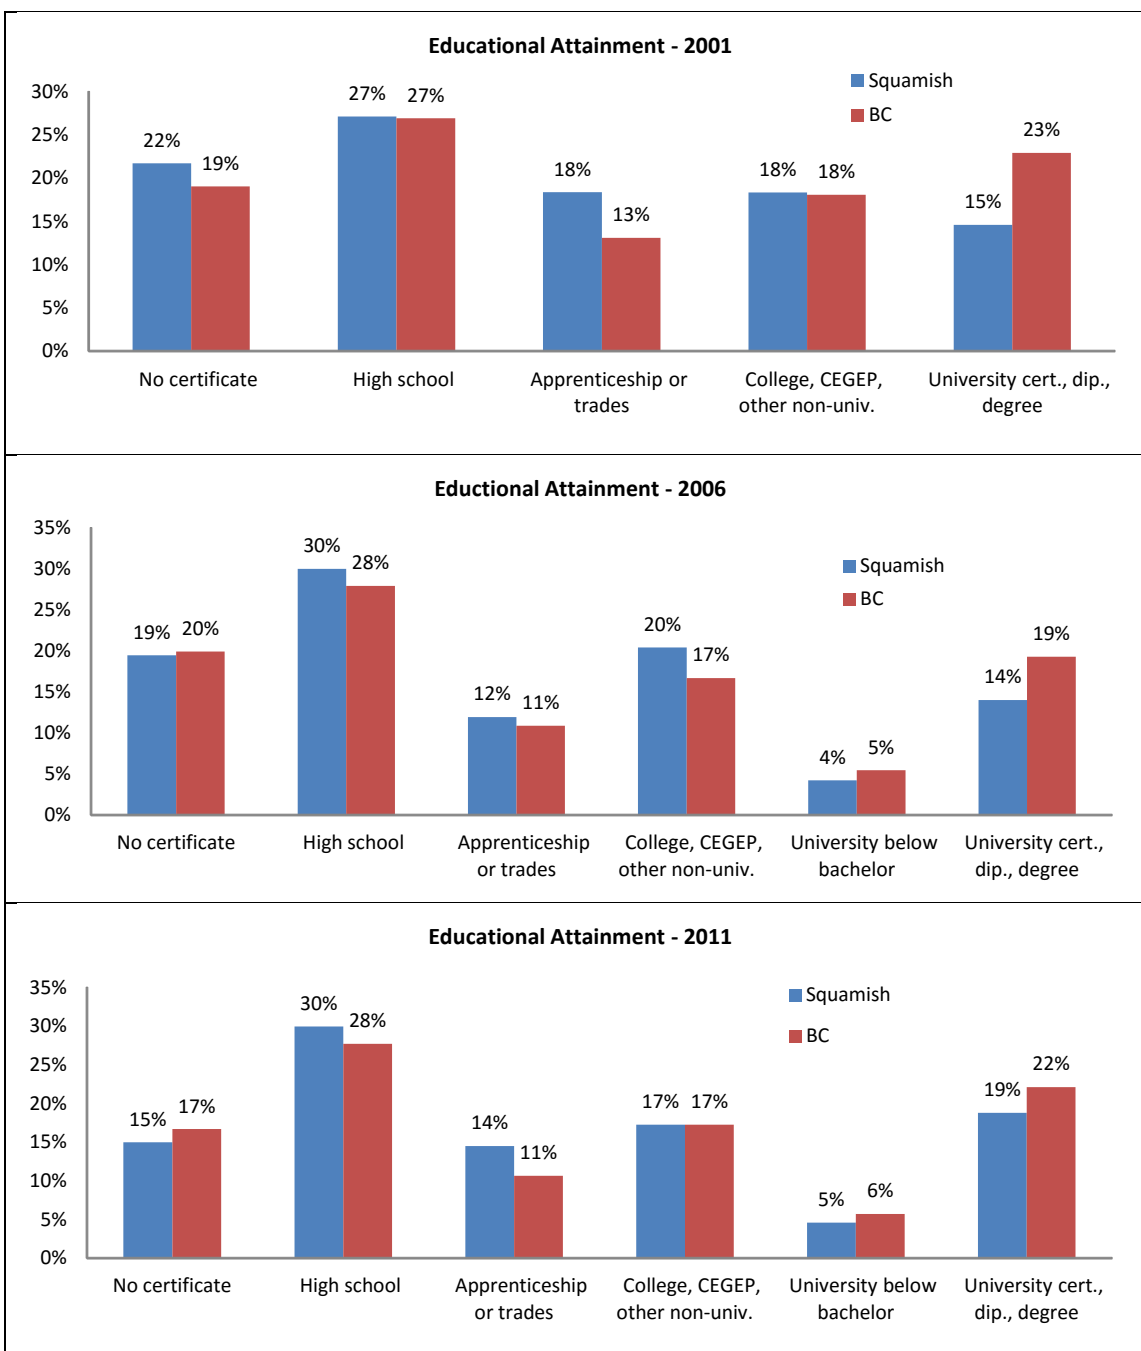 Educational Attainment - 2001
Squamish
BC
30%
25%
20%
15%
10%
5%
0%
22%
19%
27%
27%
18%
13%
18%
18%
15%
23%
No certificate
High school
Apprenticeship or
trades
College, CEGEP,
other non-univ.
University cert., dip.,
degree
Eductional Attainment - 2006
Squamish
BC
35%
30%
25%
20%
15%
10%
5%
0%
19%
20%
30%
28%
12%
11%
20%
17%
4%
5%
14%
19%
No certificate
High school
Apprenticeship
or trades
College, CEGEP,
other non-univ.
University below
bachelor
University cert.,
dip., degree
Educational Attainment - 2011
Squamish
BC
35%
30%
25%
20%
15%
10%
5%
0%
15%
17%
30%
28%
14%
11%
17%
17%
5%
6%
19%
22%
No certificate
High school
Apprenticeship
or trades
College, CEGEP,
other non-univ.
University below
bachelor
University cert.,
dip., degree